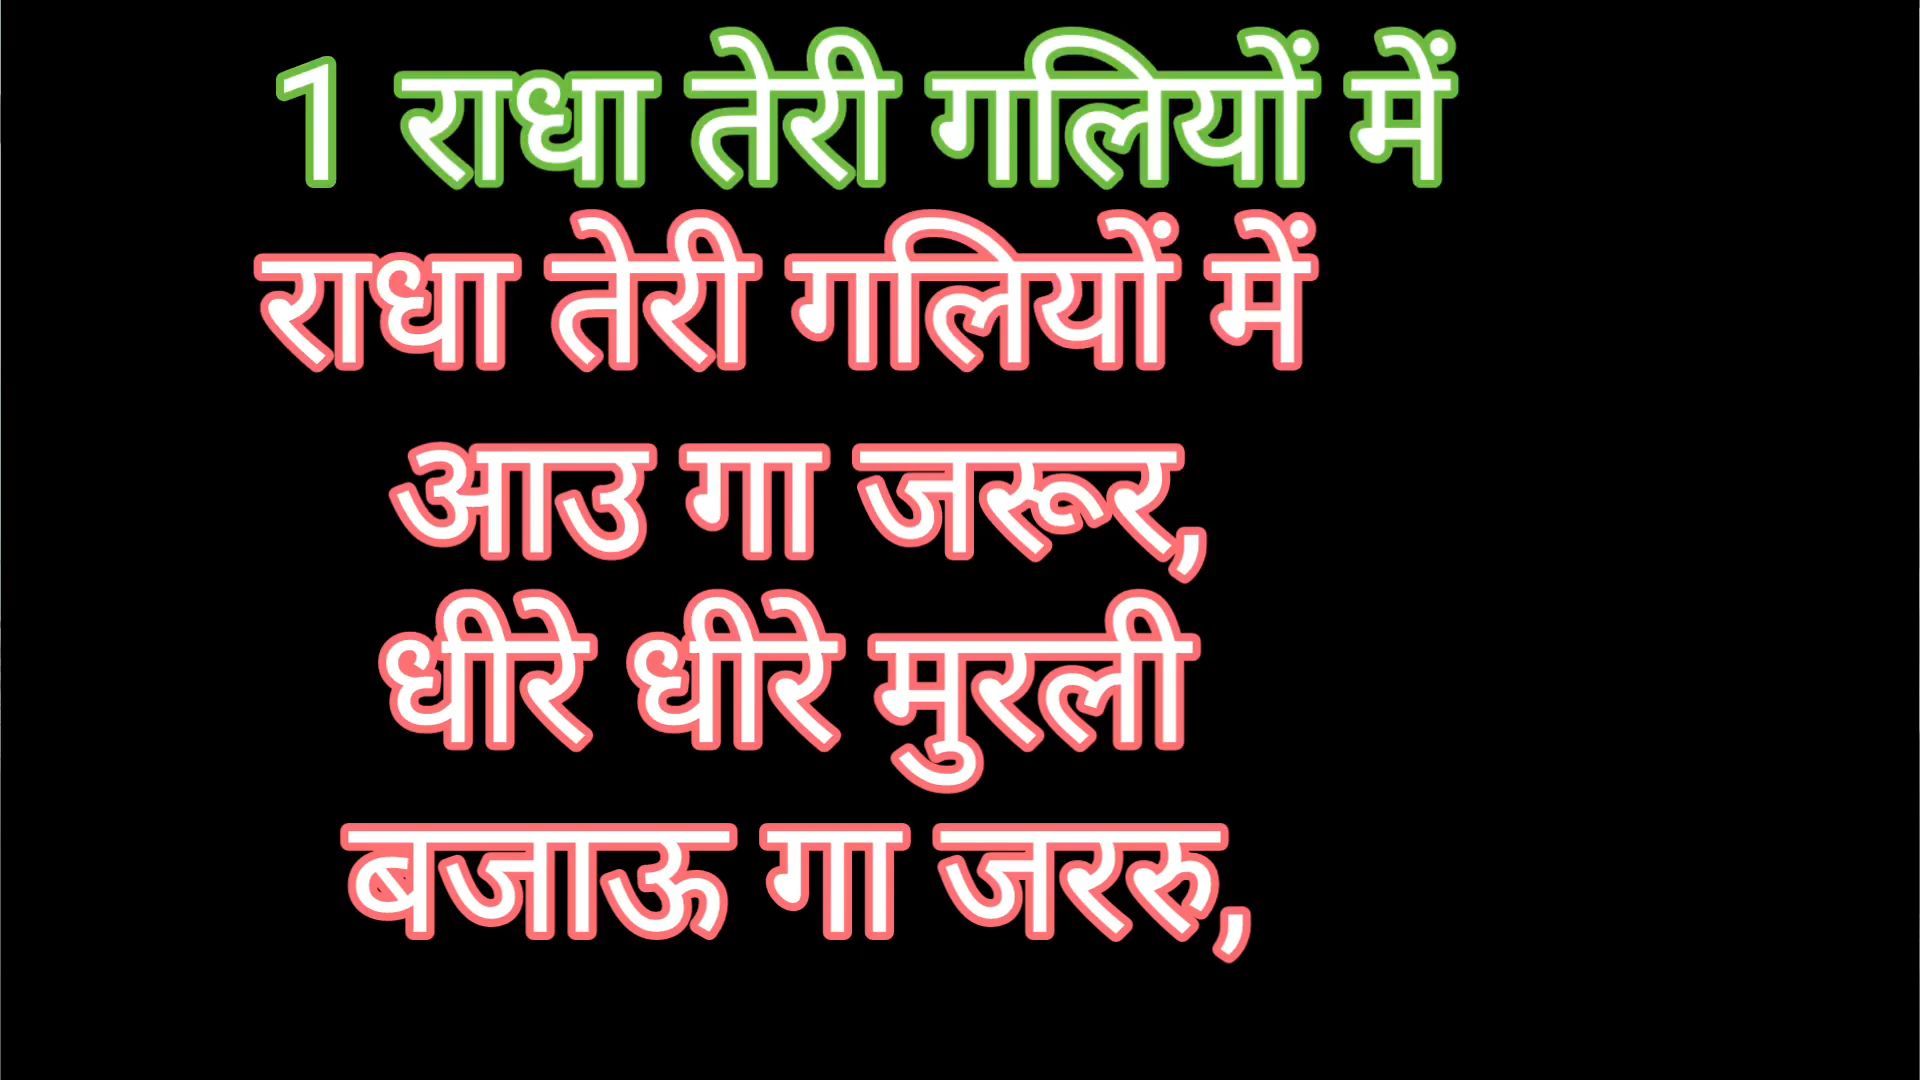 1 राधा तेरी गलियों में
राधा तेरी गलियों में
आउ गा जरूर,
धीरे धीरे मुरली
बजाऊ गा जररु,